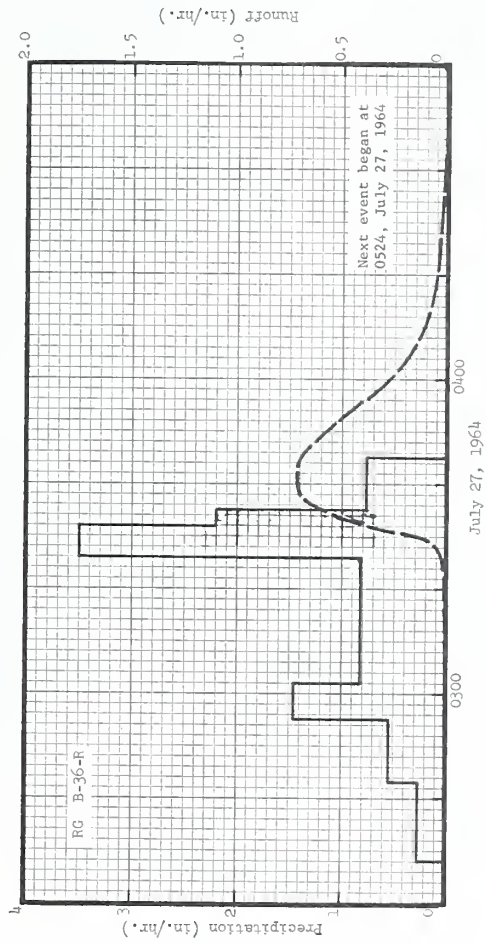 RG B-36-R
Precipitation (in./hr.)
4
3
2
1
0
Runoff (in./hr.)
2.0
1.5
1.0
0.5
0
Next event began at
0524, July 27, 1964
0300
0400
July 27, 1964